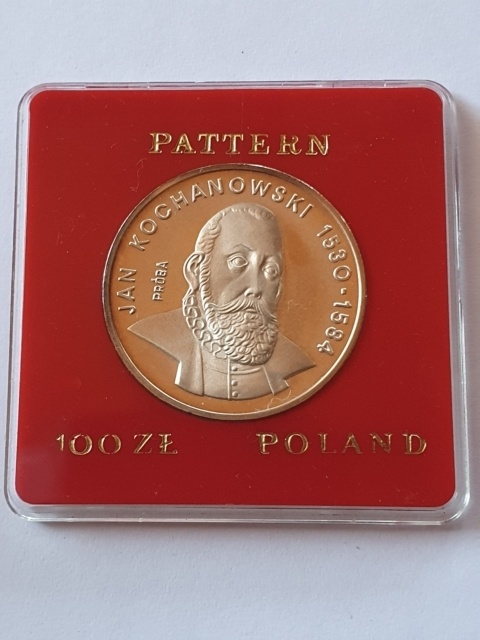 PATTERN
JAN KOCHANOWSKI 1530-1584
PRÓBA
100 ZŁ POLAND